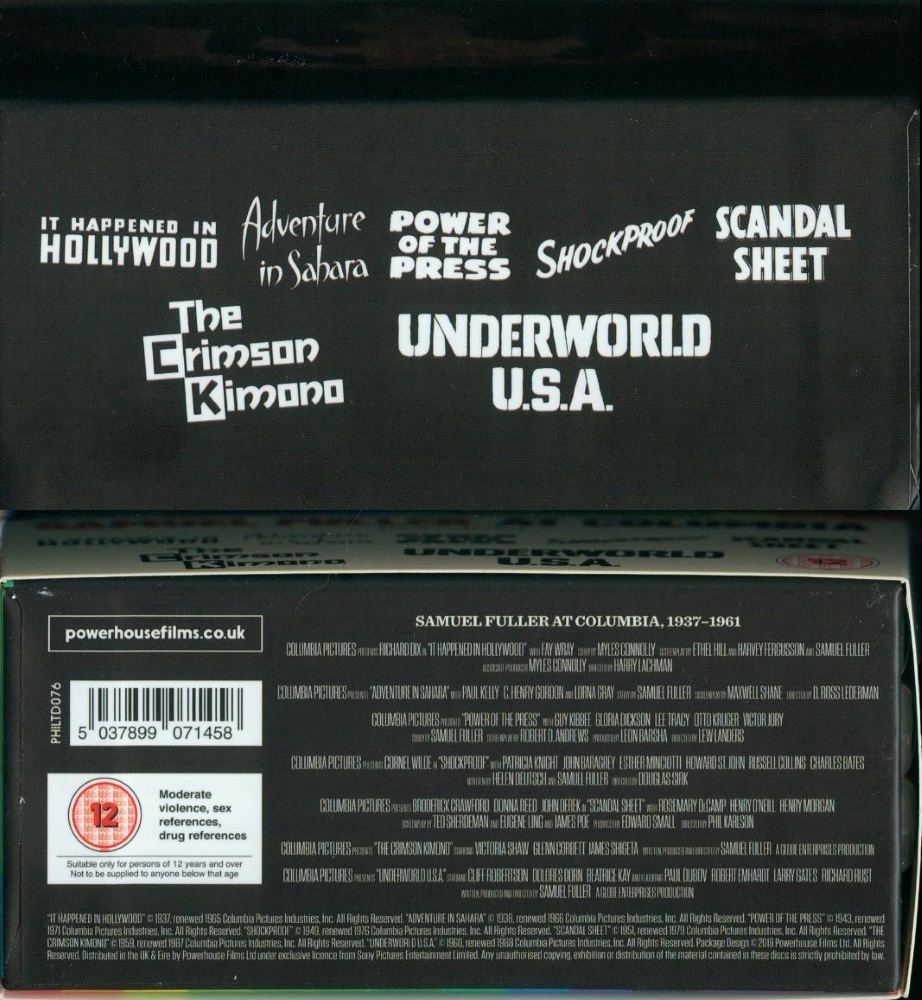 IT HAPPENED IN
HOLLYWOOD
Adventure
in Sahara
POWER
OF THE
PRESS
SHOCKPROOF
SCANDAL
SHEET
The
Crimson
Kimono
UNDERWORLD
U.S.A.
The
Crimson
Kimono
UNDERWORLD
U.S.A.
SCANDAL
SHEET
12
powerhousefilms.co.uk
PHILTD076
5 037899 071458
12
Moderate
violence, sex
references,
drug references
Suitable only for persons of 12 years and over
Not to be supplied to anyone below that age
SAMUEL FULLER AT COLUMBIA, 1937–1961
COLUMBIA PICTURES PRESENTS RICHARD DIX IN "IT HAPPENED IN HOLLYWOOD" WITH FAY WRAY STORY BY MYLES CONNOLLY SCREENPLAY BY ETHEL HILL AND HARVEY FERGUSSON AND SAMUEL FULLER
ASSOCIATE PRODUCER MYLES CONNOLLY DIRECTED BY HARRY LACHMAN
COLUMBIA PICTURES PRESENTS "ADVENTURE IN SAHARA" WITH PAUL KELLY C. HENRY GORDON AND LORNA GRAY STORY BY SAMUEL FULLER SCREENPLAY BY MAXWELL SHANE DIRECTED BY D. ROSS LEDERMAN
COLUMBIA PICTURES PRESENTS "POWER OF THE PRESS" WITH GUY KIBBEE GLORIA DICKSON LEE TRACY OTTO KRUGER VICTOR JORY
STORY BY SAMUEL FULLER SCREENPLAY BY ROBERT D. ANDREWS PRODUCED BY LEON BARSHA DIRECTED BY LEW LANDERS
COLUMBIA PICTURES PRESENTS CORNEL WILDE IN "SHOCKPROOF" WITH PATRICIA KNIGHT JOHN BARAGREY ESTHER MINCIOTTI HOWARD ST. JOHN RUSSELL COLLINS CHARLES BATES
WRITTEN BY HELEN DEUTSCH AND SAMUEL FULLER DIRECTED BY DOUGLAS SIRK
COLUMBIA PICTURES PRESENTS BRODERICK CRAWFORD DONNA REED JOHN DEREK IN "SCANDAL SHEET" WITH ROSEMARY DeCAMP HENRY O'NEILL HENRY MORGAN
SCREENPLAY BY TED SHERDEMAN AND EUGENE LING AND JAMES POE PRODUCED BY EDWARD SMALL DIRECTED BY PHIL KARLSON
COLUMBIA PICTURES PRESENTS "THE CRIMSON KIMONO" STARRING VICTORIA SHAW GLENN CORBETT JAMES SHIGETA WRITTEN PRODUCED AND DIRECTED BY SAMUEL FULLER A GLOBE ENTERPRISES PRODUCTION
COLUMBIA PICTURES PRESENTS "UNDERWORLD U.S.A." STARRING CLIFF ROBERTSON DOLORES DORN BEATRICE KAY AND FEATURING PAUL DUBOV ROBERT EMHARDT LARRY GATES RICHARD RUST
WRITTEN PRODUCED AND DIRECTED BY SAMUEL FULLER A GLOBE ENTERPRISES PRODUCTION
"IT HAPPENED IN HOLLYWOOD" © 1937, renewed 1965 Columbia Pictures Industries, Inc. All Rights Reserved. "ADVENTURE IN SAHARA" © 1938, renewed 1966 Columbia Pictures Industries, Inc. All Rights Reserved. "POWER OF THE PRESS" © 1943, renewed
1971 Columbia Pictures Industries, Inc. All Rights Reserved. "SHOCKPROOF" © 1949, renewed 1976 Columbia Pictures Industries, Inc. All Rights Reserved. "SCANDAL SHEET" © 1951, renewed 1979 Columbia Pictures Industries, Inc. All Rights Reserved. "THE
CRIMSON KIMONO" © 1959, renewed 1987 Columbia Pictures Industries, Inc. All Rights Reserved. "UNDERWORLD U.S.A." © 1960, renewed 1988 Columbia Pictures Industries, Inc. All Rights Reserved. Package Design © 2018 Powerhouse Films Ltd. All Rights
Reserved. Distributed in the UK & Eire by Powerhouse Films Ltd under exclusive licence from Sony Pictures Entertainment Limited. Any unauthorised copying, exhibition or distribution of the material contained in these discs is strictly prohibited by law.